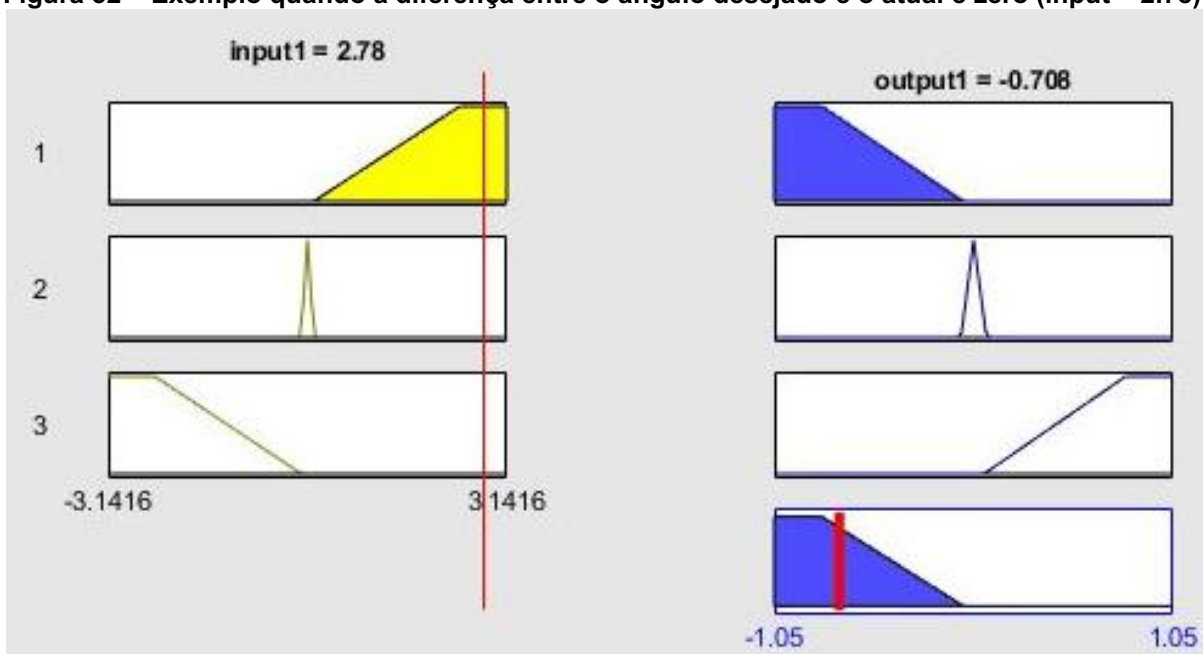 Figura 32 – Exemplo quando a diferença entre o ângulo desejado e o atual é zero (input = 2.78)
input1 = 2.78
output1 = -0.708
1
2
3
-3.1416
3.1416
-1.05
1.05